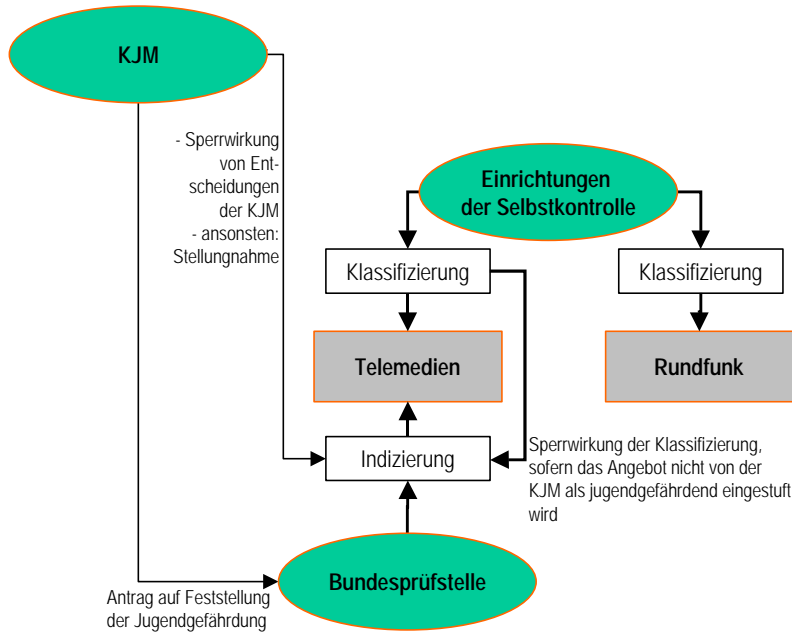 KJM
- Sperrwirkung
von Ent-
scheidungen
der KJM
- ansonsten:
Stellungnahme
Einrichtungen
der Selbstkontrolle
Klassifizierung
Klassifizierung
Telemedien
Rundfunk
Indizierung
Sperrwirkung der Klassifizierung,
sofern das Angebot nicht von der
KJM als jugendgefährdend eingestuft
wird
Bundesprüfstelle
Antrag auf Feststellung
der Jugendgefährdung